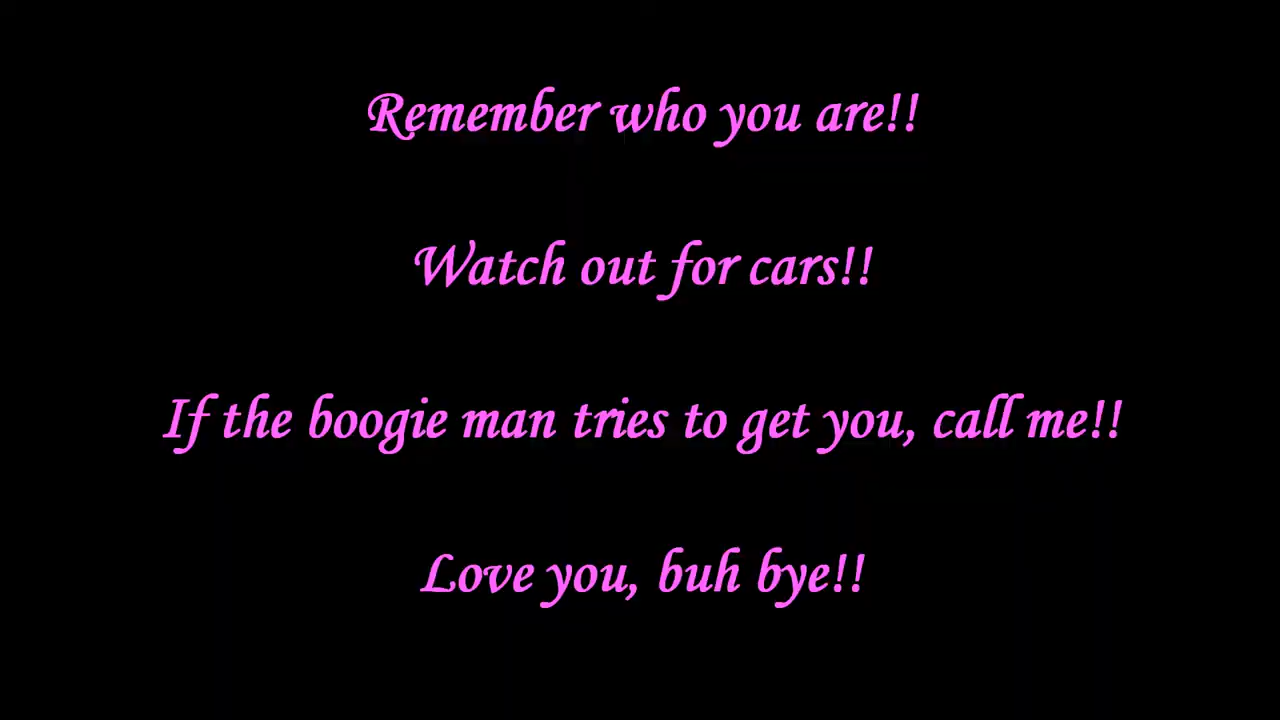 Remember who you are!!
Watch out for cars!!
If the boogie man tries to get you, call me!!
Love you, buh bye!!